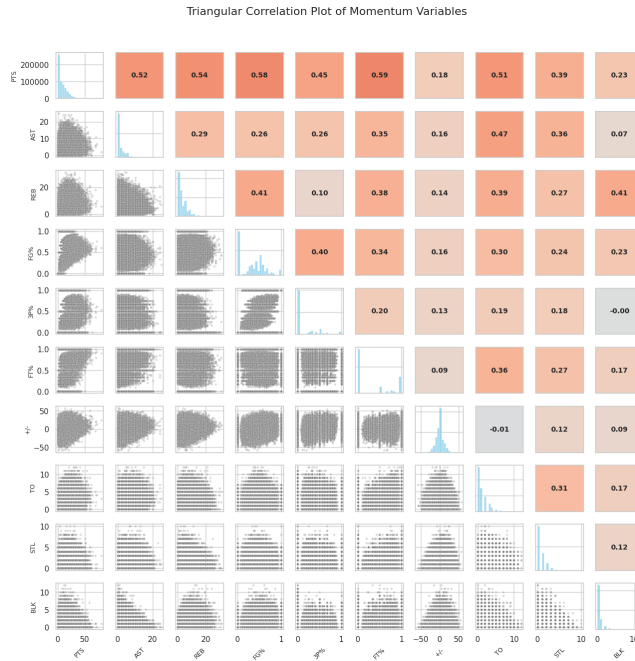 Triangular Correlation Plot of Momentum Variables
200000
100000
0
PTS
0.52 0.54 0.58 0.45 0.59 0.18 0.51 0.39 0.23
20
10
0
AST
0.29 0.26 0.26 0.35 0.16 0.47 0.36 0.07
20
0
REB
0.41 0.10 0.38 0.14 0.39 0.27 0.41
1.0
0.5
0.0
FG%
0.40 0.34 0.16 0.30 0.24 0.23
1.0
0.5
0.0
3P%
0.20 0.13 0.19 0.18 -0.00
1.0
0.5
0.0
FT%
0.09 0.36 0.27 0.17
50
0
−50
+/-
-0.01 0.12 0.09
10
5
0
TO
0.31 0.17
10
5
0
STL
0.12
10
5
0
BLK
0 50 0 20 0 20 0 1 0 1 0 1 −50 0 50 0 10 0 10 0 10
PTS AST REB FG% 3P% FT% +/- TO STL BLK